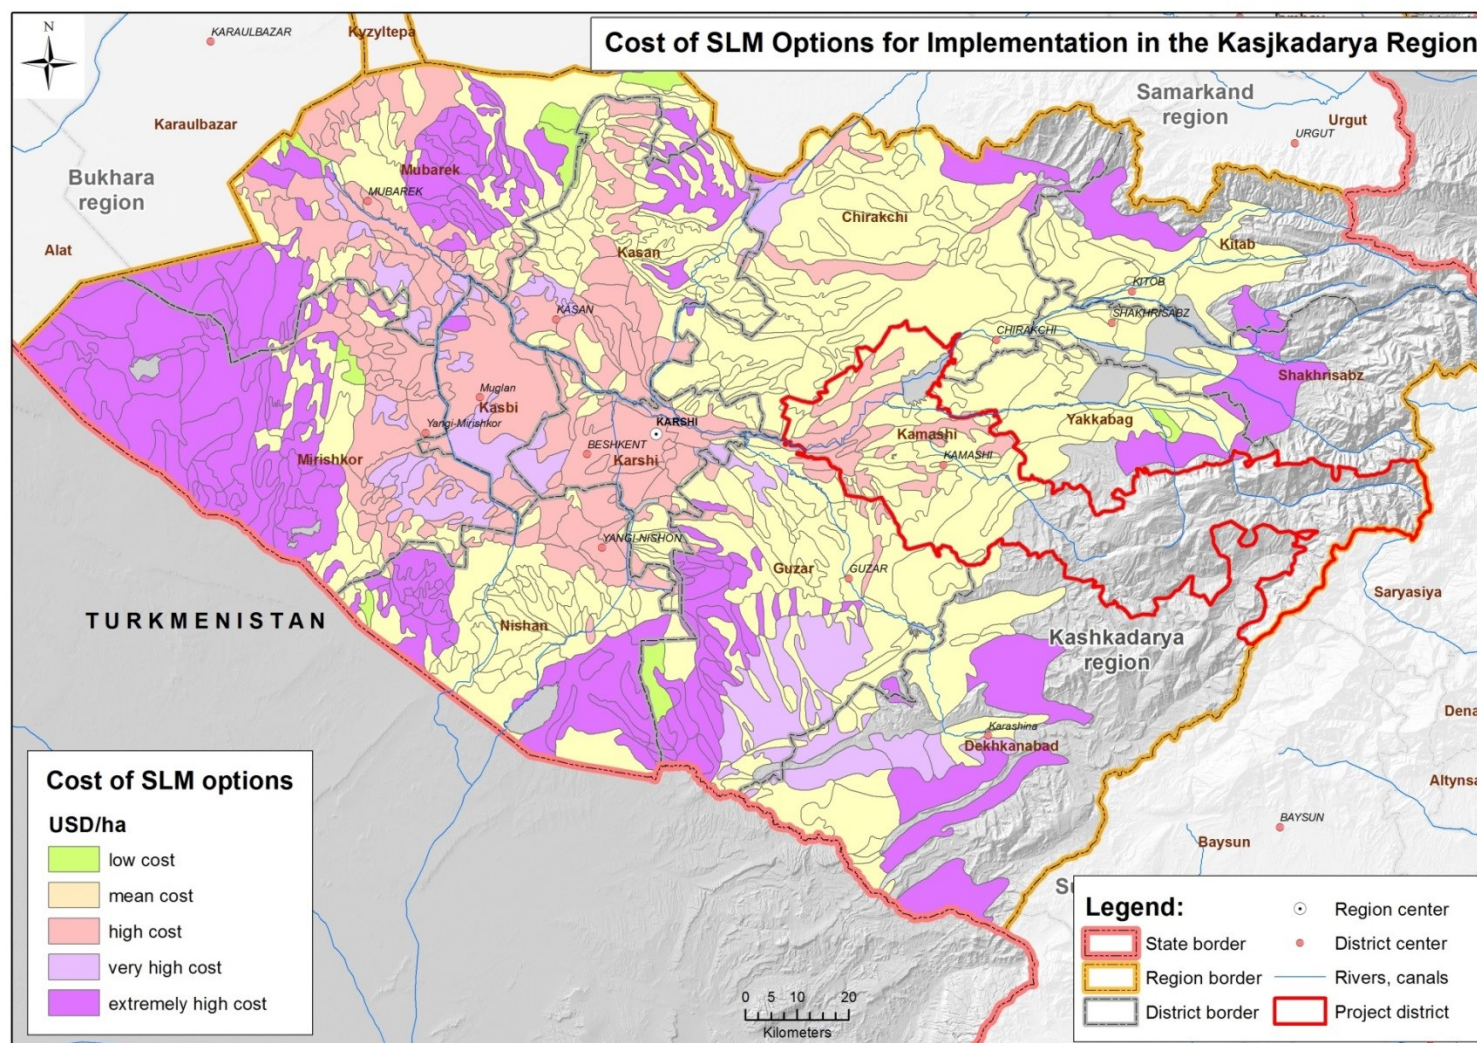 N
KARAULBAZAR
Kyzyltepa
Cost of SLM Options for Implementation in the Kasjkadarya Region
Samarkand
region
Urgut
URGUT
Karaulbazar
Bukhara
region
Mubarek
MUBAREK
Chirakchi
Kitab
Alat
Kasan
KITOB
KASAN
SHAKHRISABZ
CHIRAKCHI
Shakhrisabz
Muglan
Kasbi
Yangi-Mirishkor
KARSHI
BESHKENT
Karshi
Kamashi
KAMASHI
Yakkabag
Mirishkor
YANGI-NISHON
Guzar
GUZAR
Saryasiya
TURKMENISTAN
Nishan
Kashkadarya
region
Dena
Karashina
Dekhkanabad
Altynsa
BAYSUN
Baysun
Su
Cost of SLM options
USD/ha
low cost
mean cost
high cost
very high cost
extremely high cost
0 5 10 20
Kilometers
Legend:
State border
Region border
District border
Region center
District center
Rivers, canals
Project district